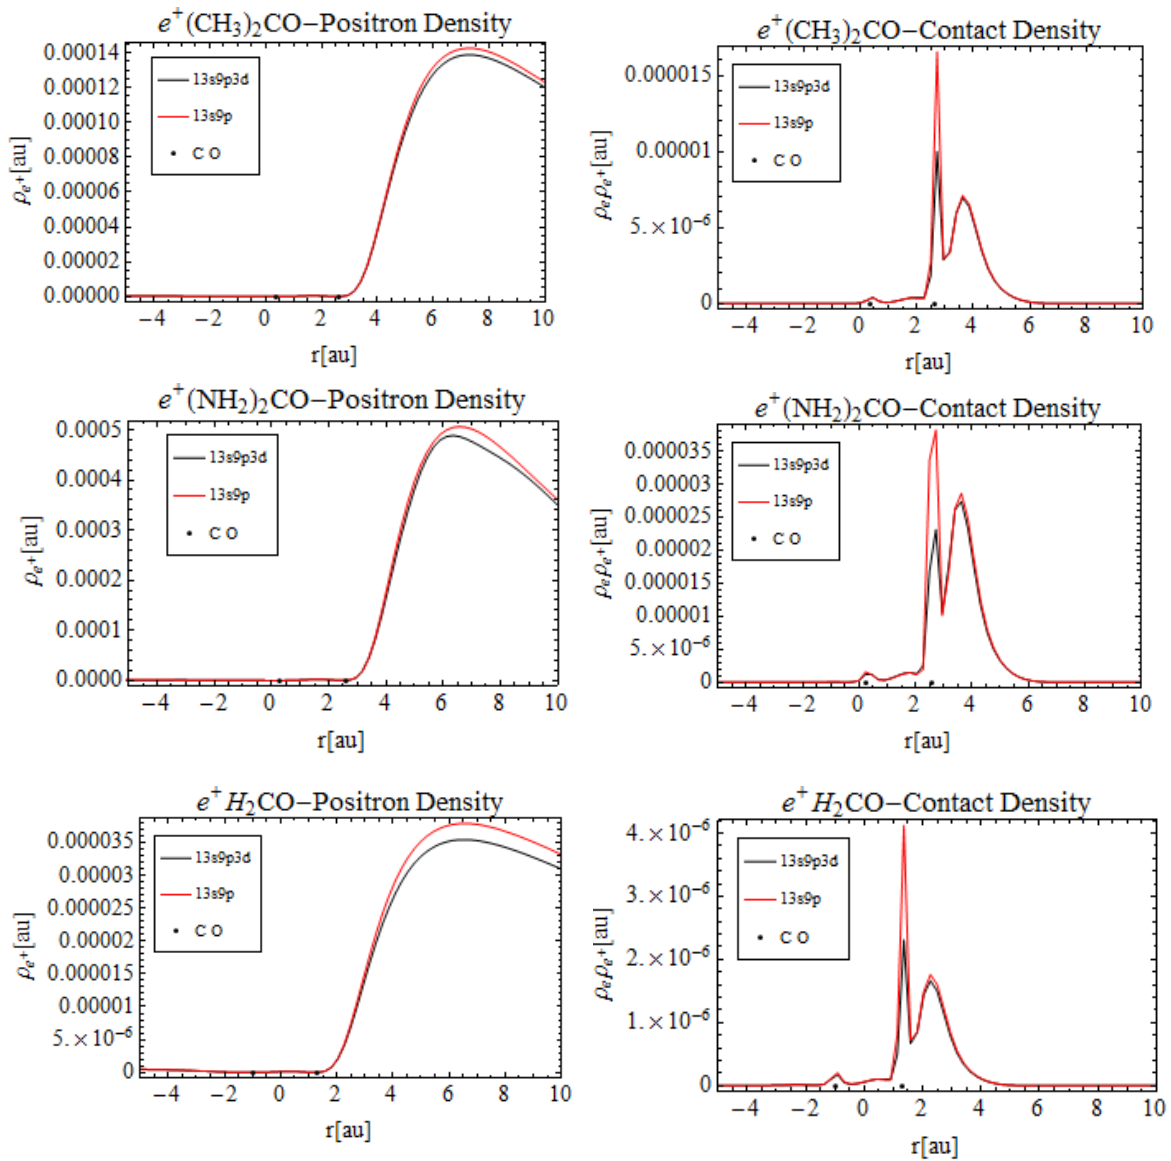 e⁺(CH₃)₂CO−Positron Density
0.00014
0.00012
0.00010
0.00008
0.00006
0.00004
0.00002
0.00000
ρₑ⁺[au]
13s9p3d
13s9p
C O
−4 −2 0 2 4 6 8 10
r[au]
e⁺(CH₃)₂CO−Contact Density
0.000015
0.00001
5.×10⁻⁶
0
ρₑρₑ⁺[au]
13s9p3d
13s9p
C O
−4 −2 0 2 4 6 8 10
r[au]
e⁺(NH₂)₂CO−Positron Density
0.0005
0.0004
0.0003
0.0002
0.0001
0.0000
ρₑ⁺[au]
13s9p3d
13s9p
C O
−4 −2 0 2 4 6 8 10
r[au]
e⁺(NH₂)₂CO−Contact Density
0.000035
0.00003
0.000025
0.00002
0.000015
0.00001
5.×10⁻⁶
0
ρₑρₑ⁺[au]
13s9p3d
13s9p
C O
−4 −2 0 2 4 6 8 10
r[au]
e⁺H₂CO−Positron Density
0.000035
0.00003
0.000025
0.00002
0.000015
0.00001
5.×10⁻⁶
0
ρₑ⁺[au]
13s9p3d
13s9p
C O
−4 −2 0 2 4 6 8 10
r[au]
e⁺H₂CO−Contact Density
4.×10⁻⁶
3.×10⁻⁶
2.×10⁻⁶
1.×10⁻⁶
0
ρₑρₑ⁺[au]
13s9p3d
13s9p
C O
−4 −2 0 2 4 6 8 10
r[au]